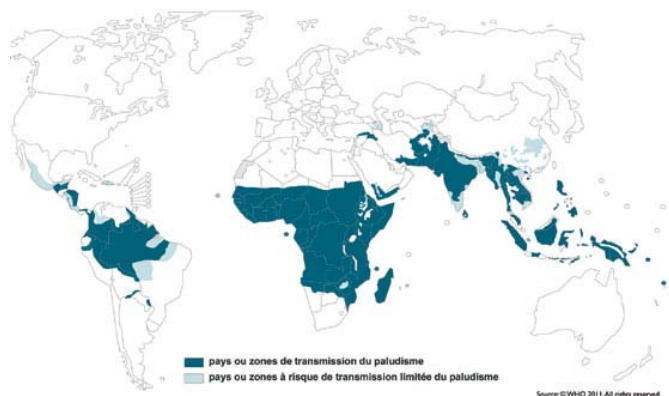 pays ou zones de transmission du paludisme
pays ou zones à risque de transmission limitée du paludisme
Source: © WHO 2011. All rights reserved.